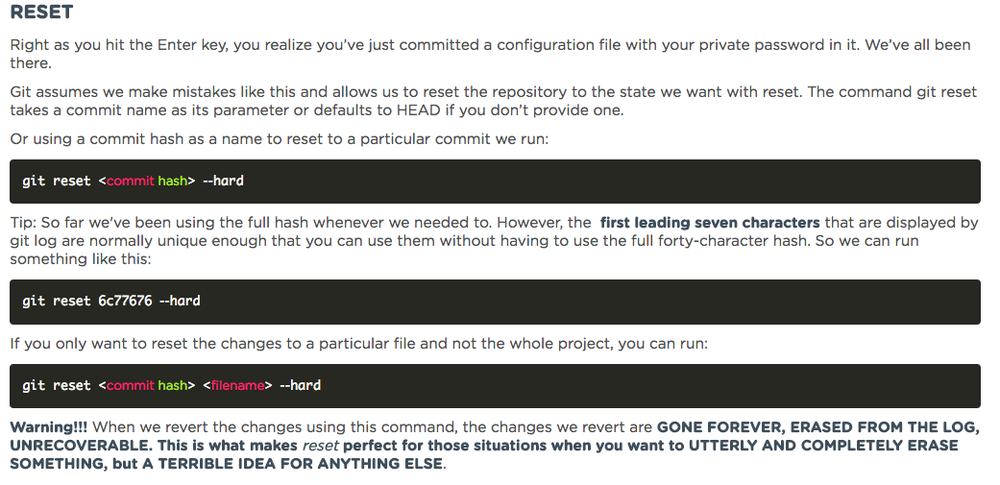 RESET
Right as you hit the Enter key, you realize you’ve just committed a configuration file with your private password in it. We’ve all been
there.
Git assumes we make mistakes like this and allows us to reset the repository to the state we want with reset. The command git reset
takes a commit name as its parameter or defaults to HEAD if you don’t provide one.
Or using a commit hash as a name to reset to a particular commit we run:
git reset <commit hash> --hard
Tip: So far we've been using the full hash whenever we needed to. However, the first leading seven characters that are displayed by
git log are normally unique enough that you can use them without having to use the full forty-character hash. So we can run
something like this:
git reset 6c77676 --hard
If you only want to reset the changes to a particular file and not the whole project, you can run:
git reset <commit hash> <filename> --hard
Warning!!! When we revert the changes using this command, the changes we revert are GONE FOREVER, ERASED FROM THE LOG,
UNRECOVERABLE. This is what makes reset perfect for those situations when you want to UTTERLY AND COMPLETELY ERASE
SOMETHING, but A TERRIBLE IDEA FOR ANYTHING ELSE.